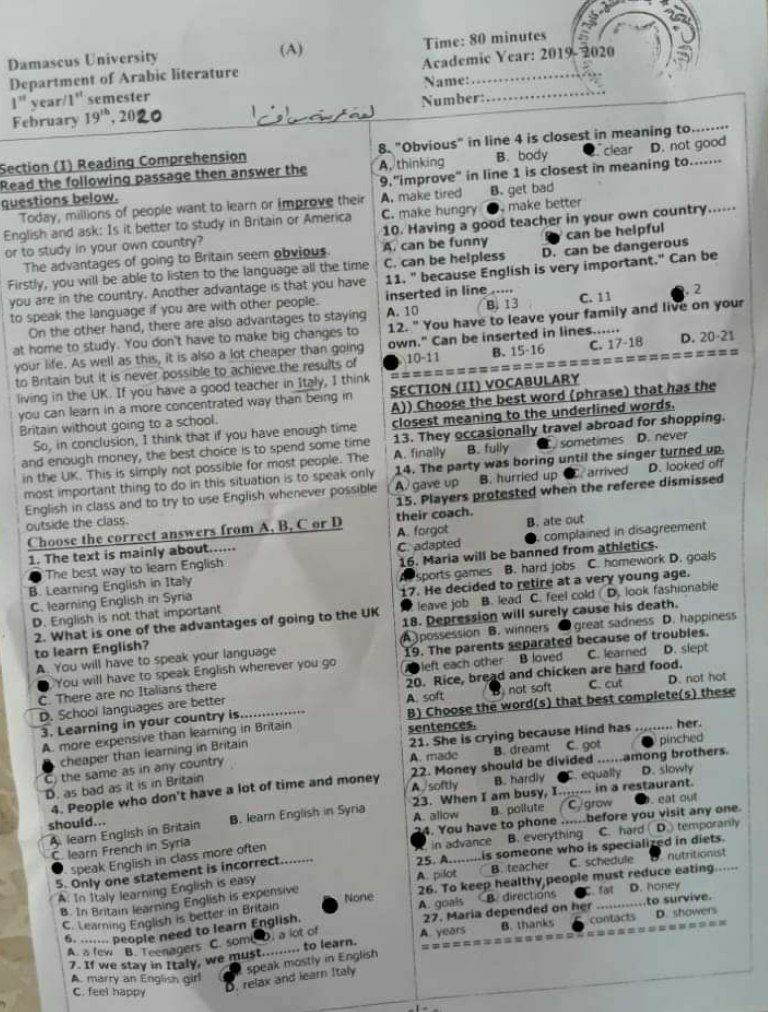 Damascus University
Department of Arabic literature
1st year/1st semester
February 19th, 2020
(A)
Time: 80 minutes
Academic Year: 2019-2020
Name:........................
Number:........................
Section (I) Reading Comprehension
Read the following passage then answer the
questions below.
Today, millions of people want to learn or improve their
English and ask: Is it better to study in Britain or America
or to study in your own country?
The advantages of going to Britain seem obvious.
Firstly, you will be able to listen to the language all the time
you are in the country. Another advantage is that you have
to speak the language if you are with other people.
On the other hand, there are also advantages to staying
at home to study. You don't have to make big changes to
your life. As well as this, it is also a lot cheaper than going
to Britain but it is never possible to achieve the results of
living in the UK. If you have a good teacher in Italy, I think
you can learn in a more concentrated way than being in
Britain without going to a school.
So, in conclusion, I think that if you have enough time
and enough money, the best choice is to spend some time
in the UK. This is simply not possible for most people. The
most important thing to do in this situation is to speak only
English in class and to try to use English whenever possible
outside the class.
Choose the correct answers from A, B, C or D
1. The text is mainly about......
The best way to learn English
B. Learning English in Italy
C. learning English in Syria
D. English is not that important
2. What is one of the advantages of going to the UK
to learn English?
A. You will have to speak your language
You will have to speak English wherever you go
C. There are no Italians there
D. School languages are better
3. Learning in your country is...............
A. more expensive than learning in Britain
cheaper than learning in Britain
C) the same as in any country
D. as bad as it is in Britain
4. People who don't have a lot of time and money
should...
A. learn English in Britain B. learn English in Syria
C. learn French in Syria
. speak English in class more often
5. Only one statement is incorrect........
A. In Italy learning English is easy
B. In Britain learning English is expensive
C. Learning English is better in Britain None
6. ....... people need to learn English.
A. a few B. Teenagers C. some D. a lot of
7. If we stay in Italy, we must......... to learn.
A. marry an English girl speak mostly in English
C. feel happy D. relax and learn Italy
8. "Obvious" in line 4 is closest in meaning to........
A. thinking B. body clear D. not good
9."improve" in line 1 is closest in meaning to.......
A. make tired B. get bad
C. make hungry . make better
10. Having a good teacher in your own country......
A. can be funny can be helpful
C. can be helpless D. can be dangerous
11. " because English is very important." Can be
inserted in line .....
A. 10 B. 13 C. 11 . 2
12. " You have to leave your family and live on your
own." Can be inserted in lines......
10-11 B. 15-16 C. 17-18 D. 20-21
SECTION (II) VOCABULARY
A)) Choose the best word (phrase) that has the
closest meaning to the underlined words.
13. They occasionally travel abroad for shopping.
A. finally B. fully sometimes D. never
14. The party was boring until the singer turned up.
A. gave up B. hurried up C. arrived D. looked off
15. Players protested when the referee dismissed
their coach.
A. forgot B. ate out
C. adapted . complained in disagreement
16. Maria will be banned from athletics.
sports games B. hard jobs C. homework D. goals
17. He decided to retire at a very young age.
leave job B. lead C. feel cold D. look fashionable
18. Depression will surely cause his death.
A. possession B. winners great sadness D. happiness
19. The parents separated because of troubles.
left each other B loved C. learned D. slept
20. Rice, bread and chicken are hard food.
A. soft not soft C. cut D. not hot
B) Choose the word(s) that best complete(s) these
sentences.
21. She is crying because Hind has ......... her.
A. made B. dreamt C. got pinched
22. Money should be divided ......among brothers.
A. softly B. hardly C. equally D. slowly
23. When I am busy, I........ in a restaurant.
A. allow B. pollute C. grow . eat out
24. You have to phone ......before you visit any one.
in advance B. everything C. hard D. temporarily
25. A........is someone who is specialized in diets.
A. pilot B. teacher C. schedule nutritionist
26. To keep healthy,people must reduce eating......
A. goals B. directions C. fat D. honey
27. Maria depended on her ............to survive.
A. years B. thanks contacts D. showers
-1-